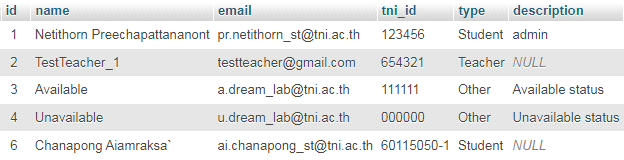 id name email tni_id type description
1 Netithorn Preechapattananont pr.netithorn_st@tni.ac.th 123456 Student admin
2 TestTeacher_1 testteacher@gmail.com 654321 Teacher NULL
3 Available a.dream_lab@tni.ac.th 111111 Other Available status
4 Unavailable u.dream_lab@tni.ac.th 000000 Other Unavailable status
6 Chanapong Aiamraksa` ai.chanapong_st@tni.ac.th 60115050-1 Student NULL